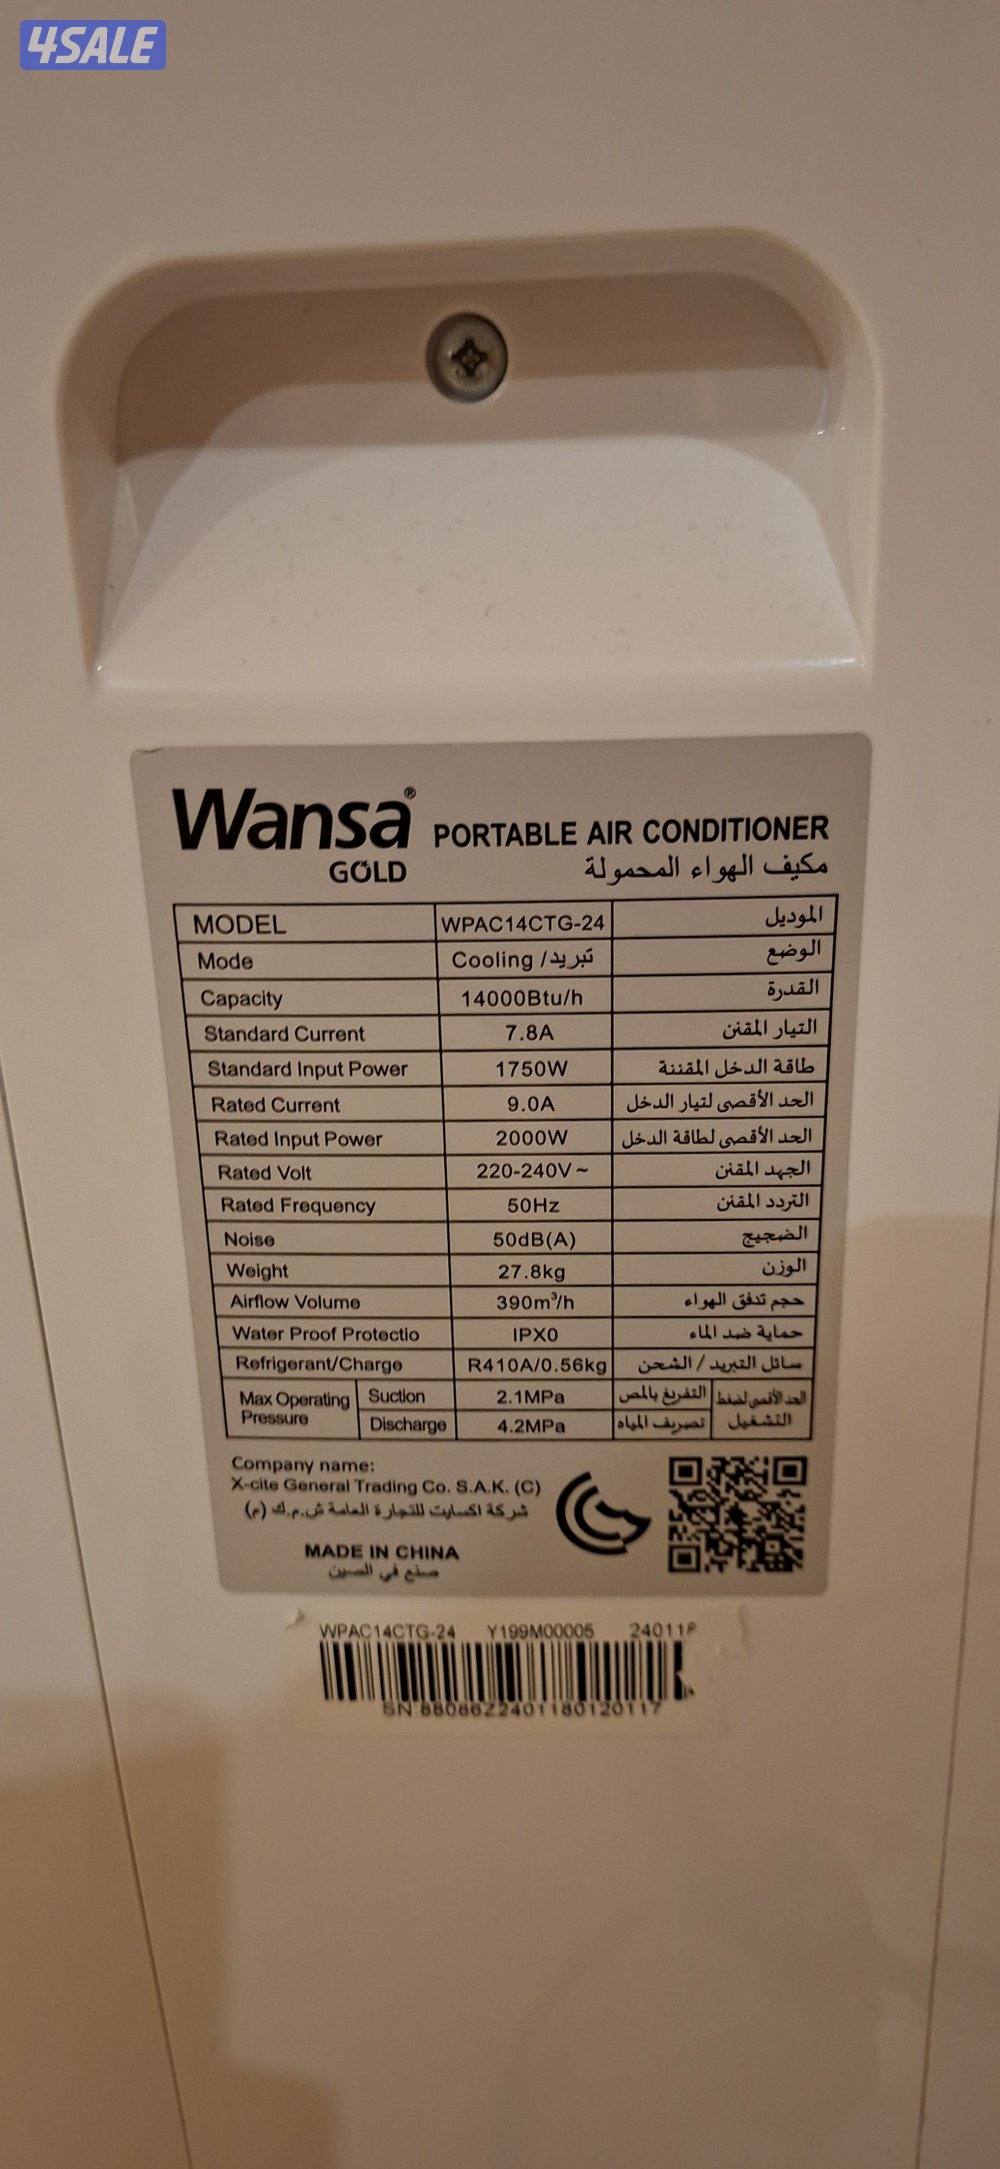 4SALE
Wansa®
GOLD
PORTABLE AIR CONDITIONER
مكيف الهواء المحمولة
MODEL WPAC14CTG-24 الموديل
Mode Cooling / تبريد الوضع
Capacity 14000Btu/h القدرة
Standard Current 7.8A التيار المقنن
Standard Input Power 1750W طاقة الدخل المقننة
Rated Current 9.0A الحد الأقصى لتيار الدخل
Rated Input Power 2000W الحد الأقصى لطاقة الدخل
Rated Volt 220-240V~ الجهد المقنن
Rated Frequency 50Hz التردد المقنن
Noise 50dB(A) الضجيج
Weight 27.8kg الوزن
Airflow Volume 390m³/h حجم تدفق الهواء
Water Proof Protectio IPX0 حماية ضد الماء
Refrigerant/Charge R410A/0.56kg سائل التبريد / الشحن
Max Operating Pressure Suction 2.1MPa التفريغ بالمص الحد الأقصى لضغط التشغيل
Discharge 4.2MPa تصريف المياه
Company name:
X-cite General Trading Co. S.A.K. (C)
شركة اكسايت للتجارة العامة ش.م.ك (م)
MADE IN CHINA
صنع في الصين
WPAC14CTG-24 Y199M00005 240118
SN:88086Z2401180120117